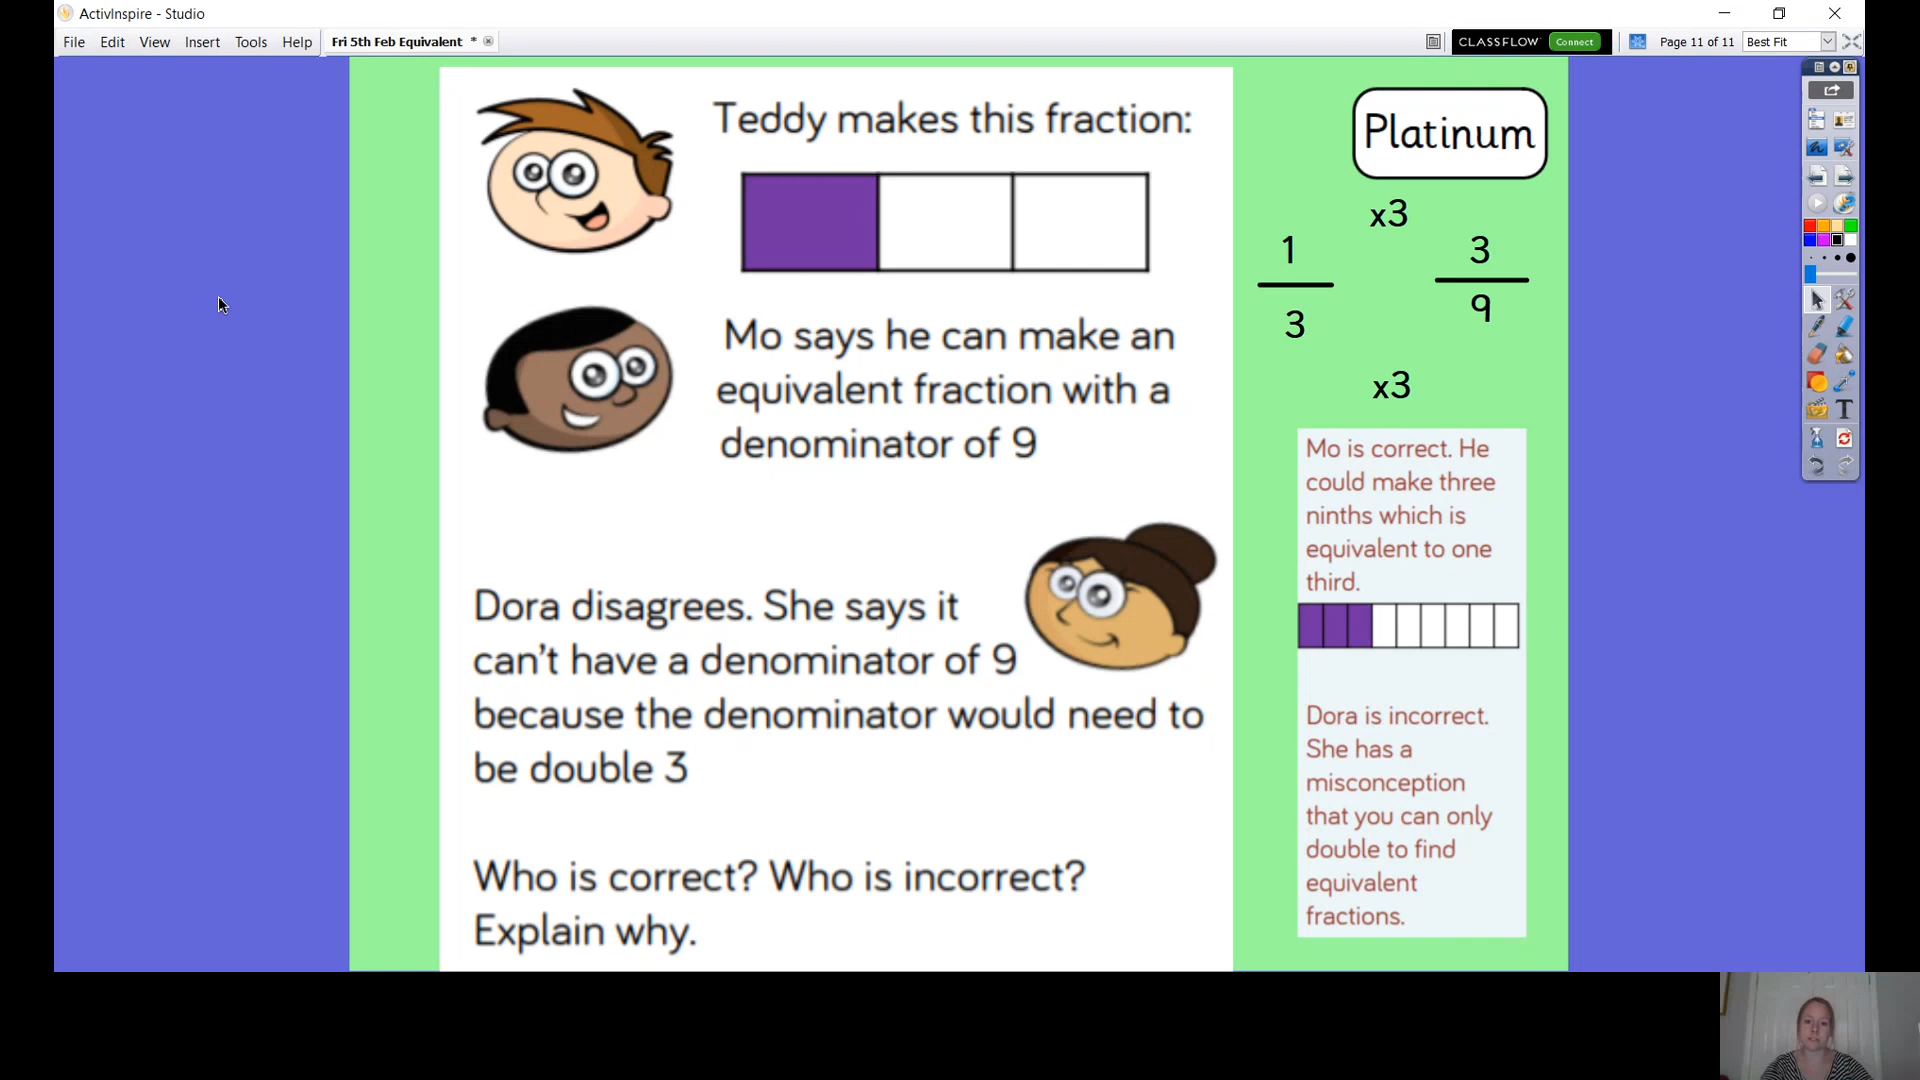 ActivInspire - Studio
File Edit View Insert Tools Help
Fri 5th Feb Equivalent *
CLASSFLOW Connect
Page 11 of 11
Best Fit
Teddy makes this fraction:
Mo says he can make an
equivalent fraction with a
denominator of 9
Dora disagrees. She says it
can't have a denominator of 9
because the denominator would need to
be double 3
Who is correct? Who is incorrect?
Explain why.
Platinum
x3
1
3
3
9
x3
Mo is correct. He
could make three
ninths which is
equivalent to one
third.
Dora is incorrect.
She has a
misconception
that you can only
double to find
equivalent
fractions.